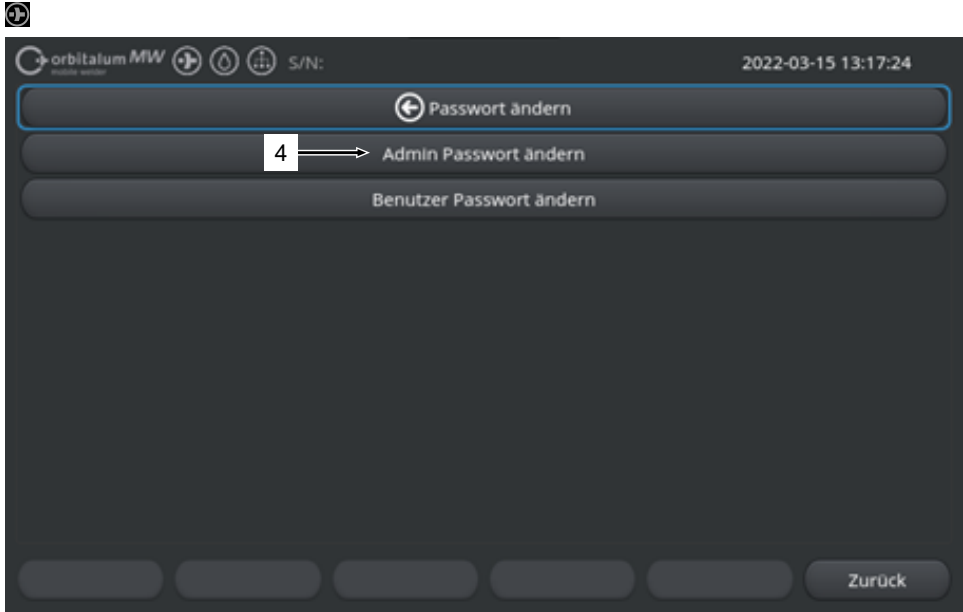 orbitalum MW S/N: 2022-03-15 13:17:24
mobile welder
Passwort ändern
4 Admin Passwort ändern
Benutzer Passwort ändern
Zurück